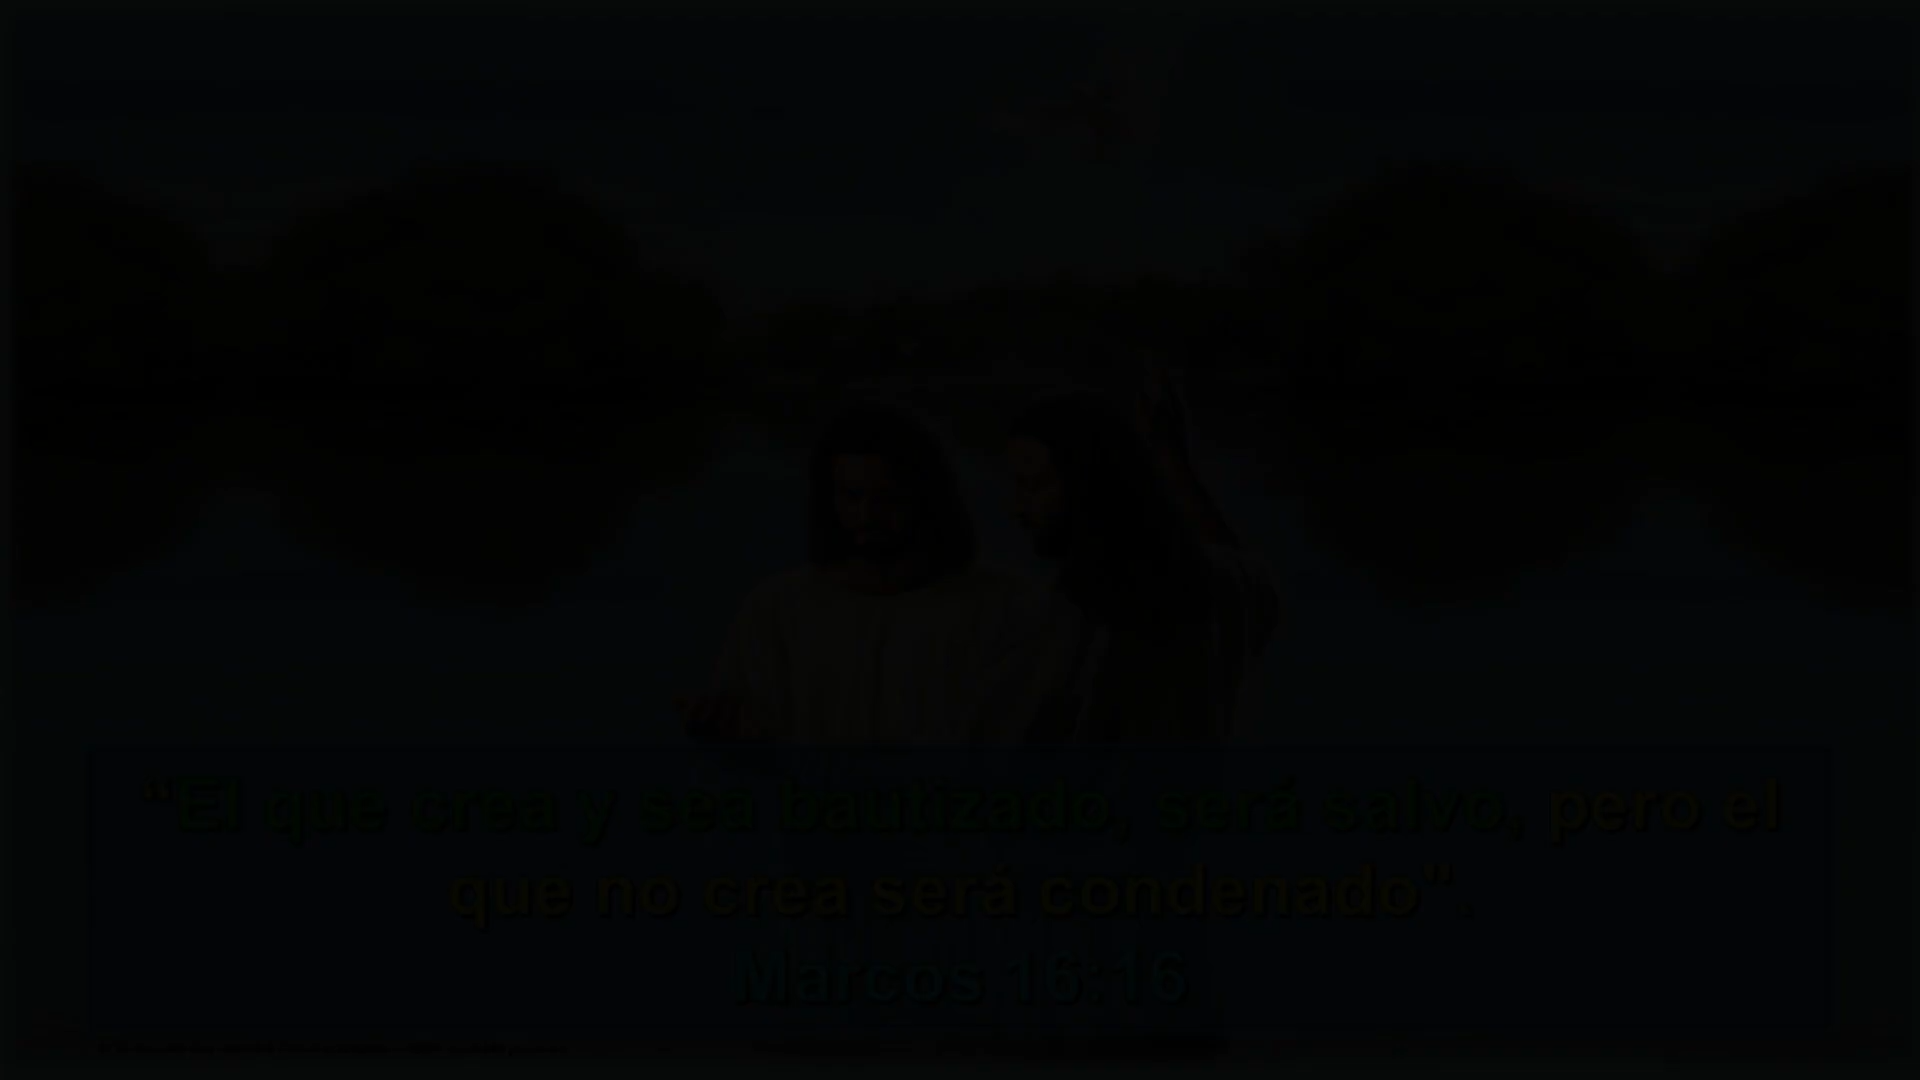 “El que crea y sea bautizado, será salvo, pero el
que no crea será condenado".
Marcos 16:16